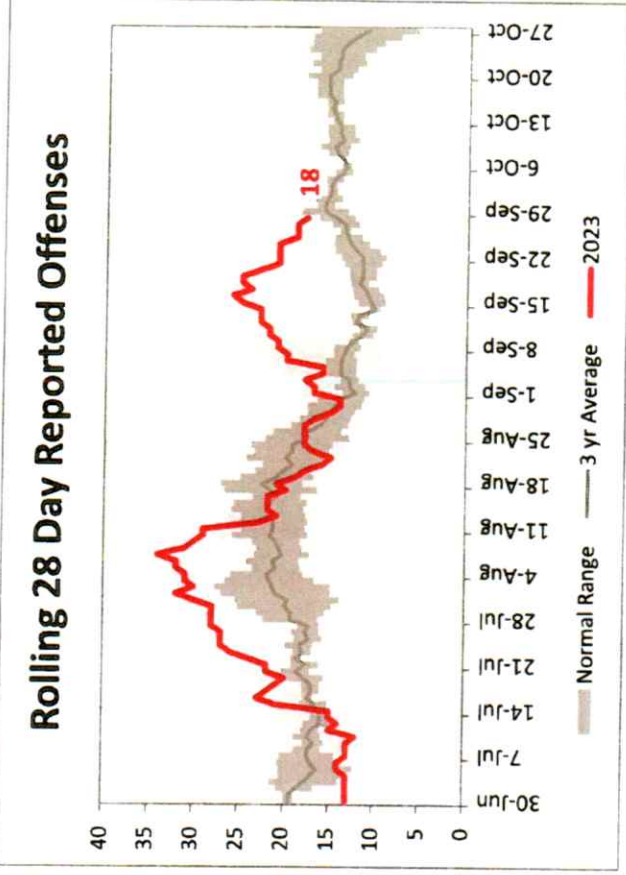 Rolling 28 Day Reported Offenses
40
35
30
25
20
15
10
5
0
18
30-Jun
7-Jul
14-Jul
21-Jul
28-Jul
4-Aug
11-Aug
18-Aug
25-Aug
1-Sep
8-Sep
15-Sep
22-Sep
29-Sep
6-Oct
13-Oct
20-Oct
27-Oct
Normal Range 3 yr Average 2023